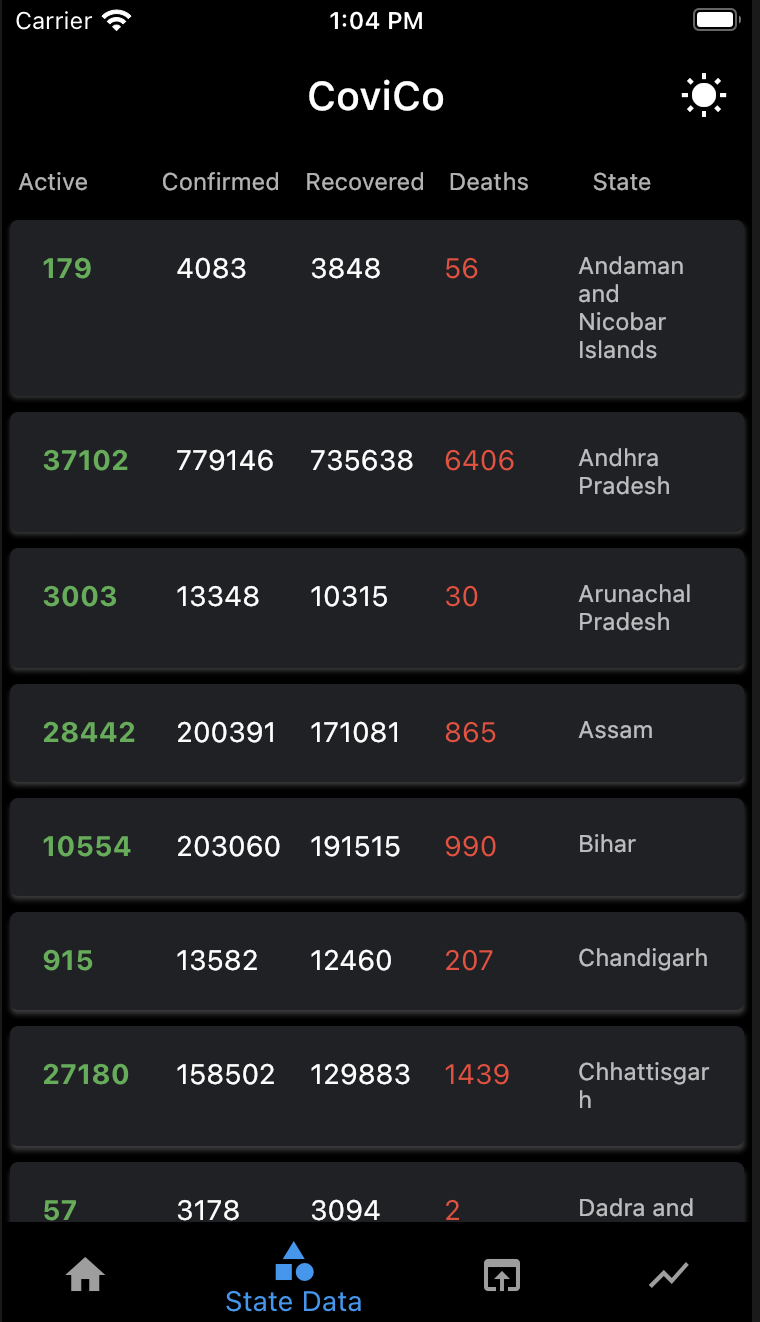 Carrier 1:04 PM
CoviCo
Active Confirmed Recovered Deaths State
179 4083 3848 56 Andaman
and
Nicobar
Islands
37102 779146 735638 6406 Andhra
Pradesh
3003 13348 10315 30 Arunachal
Pradesh
28442 200391 171081 865 Assam
10554 203060 191515 990 Bihar
915 13582 12460 207 Chandigarh
27180 158502 129883 1439 Chhattisgar
h
57 3178 3094 2 Dadra and
State Data